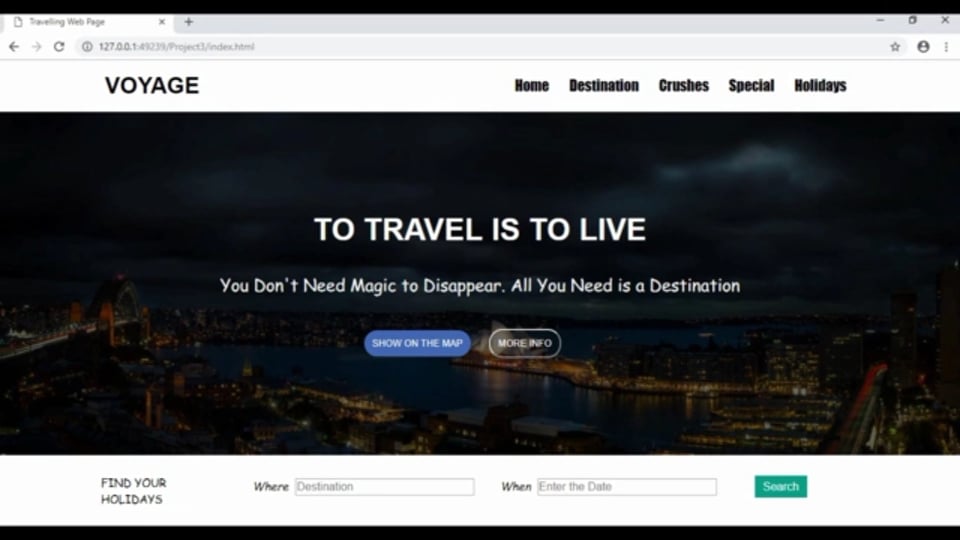 Travelling Web Page
127.0.0.1:49239/Project3/index.html
VOYAGE
Home Destination Crushes Special Holidays
TO TRAVEL IS TO LIVE
You Don't Need Magic to Disappear. All You Need is a Destination
SHOW ON THE MAP MORE INFO
FIND YOUR
HOLIDAYS
Where Destination When Enter the Date Search